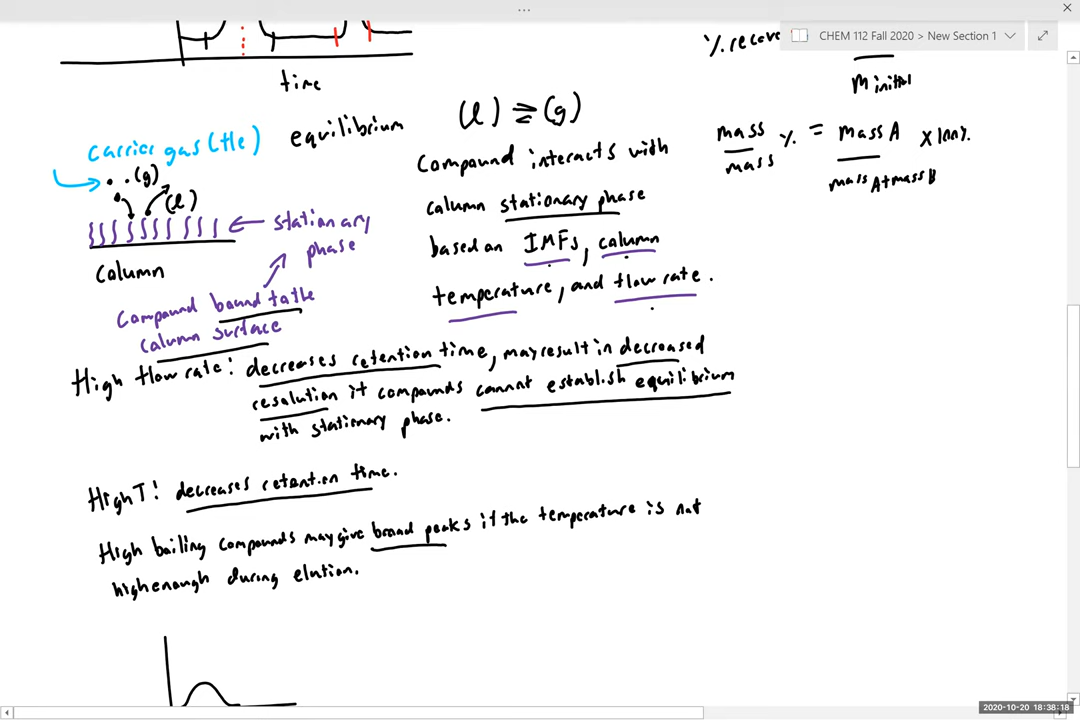 CHEM 112 Fall 2020 > New Section 1
% recove
m initial
time
(l) ⇌ (g)
equilibrium
carrier gas (He)
(g)
(l)
stationary
phase
column
Compound bound to the
column surface
Compound interacts with
column stationary phase
based on IMFs, column
temperature, and flow rate.
mass
mass
% = mass A
mass A + mass B
x 100%
High flow rate: decreases retention time, may result in decreased
resolution if compounds cannot establish equilibrium
with stationary phase.
High T: decreases retention time.
High boiling compounds may give broad peaks if the temperature is not
high enough during elution.
2020-10-20 18:38:18